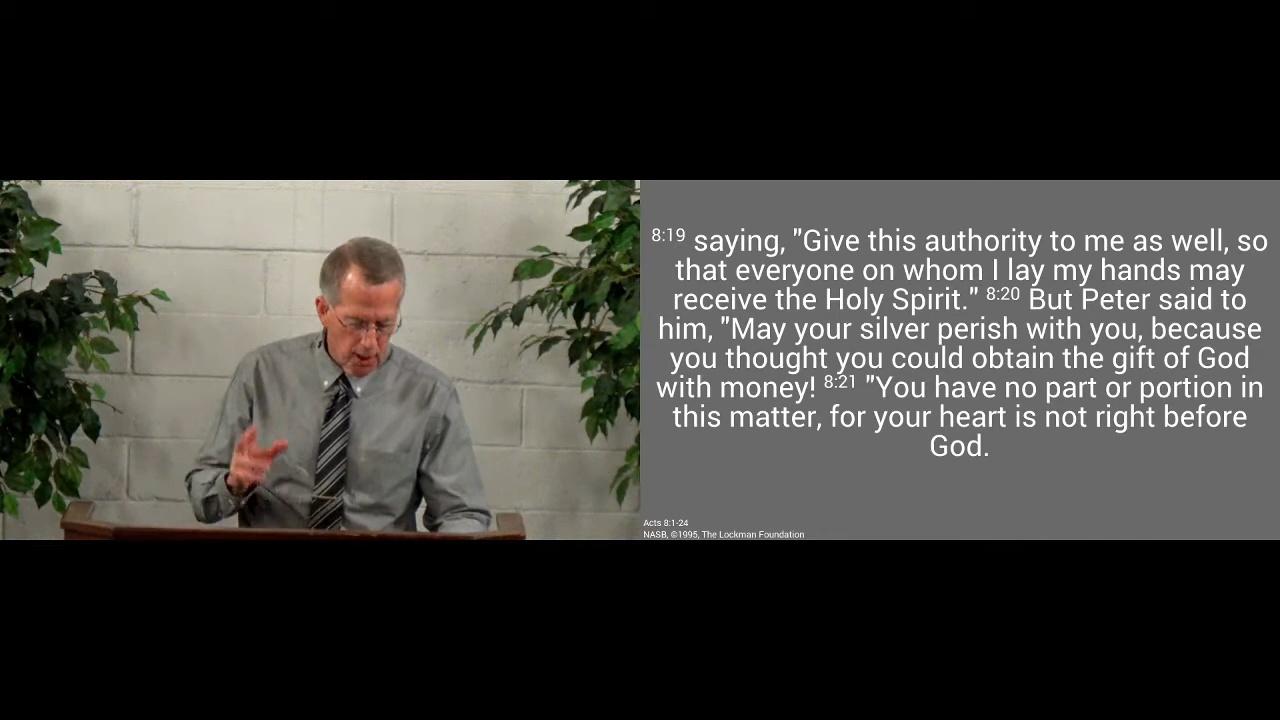 8:19 saying, "Give this authority to me as well, so
that everyone on whom I lay my hands may
receive the Holy Spirit." 8:20 But Peter said to
him, "May your silver perish with you, because
you thought you could obtain the gift of God
with money! 8:21 "You have no part or portion in
this matter, for your heart is not right before
God.
Acts 8:1-24
NASB, ©1995, The Lockman Foundation